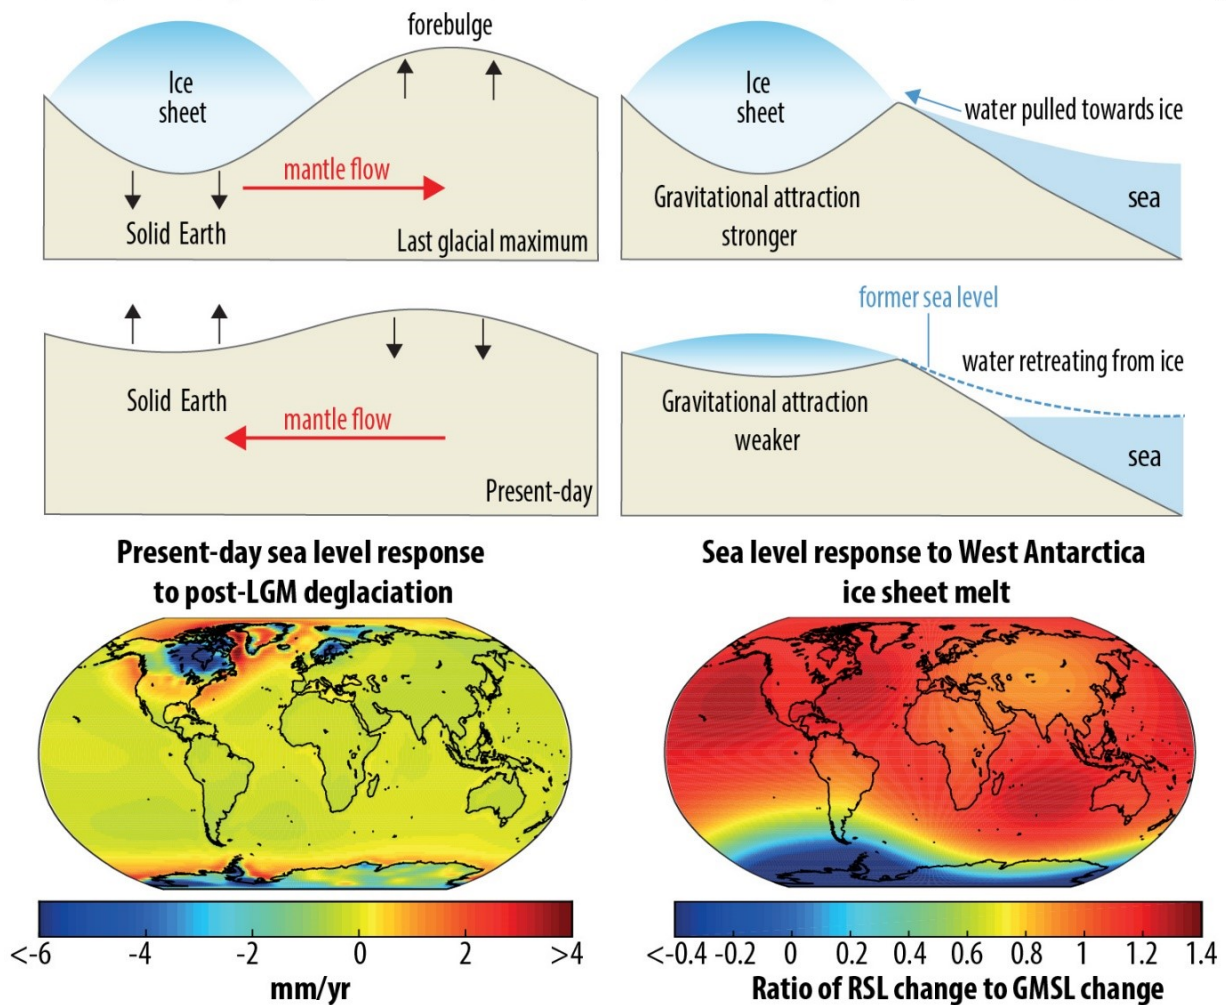 forebulge
Ice
sheet
mantle flow
Solid Earth
Last glacial maximum
Ice
sheet
water pulled towards ice
Gravitational attraction
stronger
sea
Solid Earth
mantle flow
Present-day
former sea level
water retreating from ice
Gravitational attraction
weaker
sea
Present-day sea level response
to post-LGM deglaciation
<-6 -4 -2 0 2 >4
mm/yr
Sea level response to West Antarctica
ice sheet melt
<-0.4 -0.2 0 0.2 0.4 0.6 0.8 1 1.2 1.4
Ratio of RSL change to GMSL change